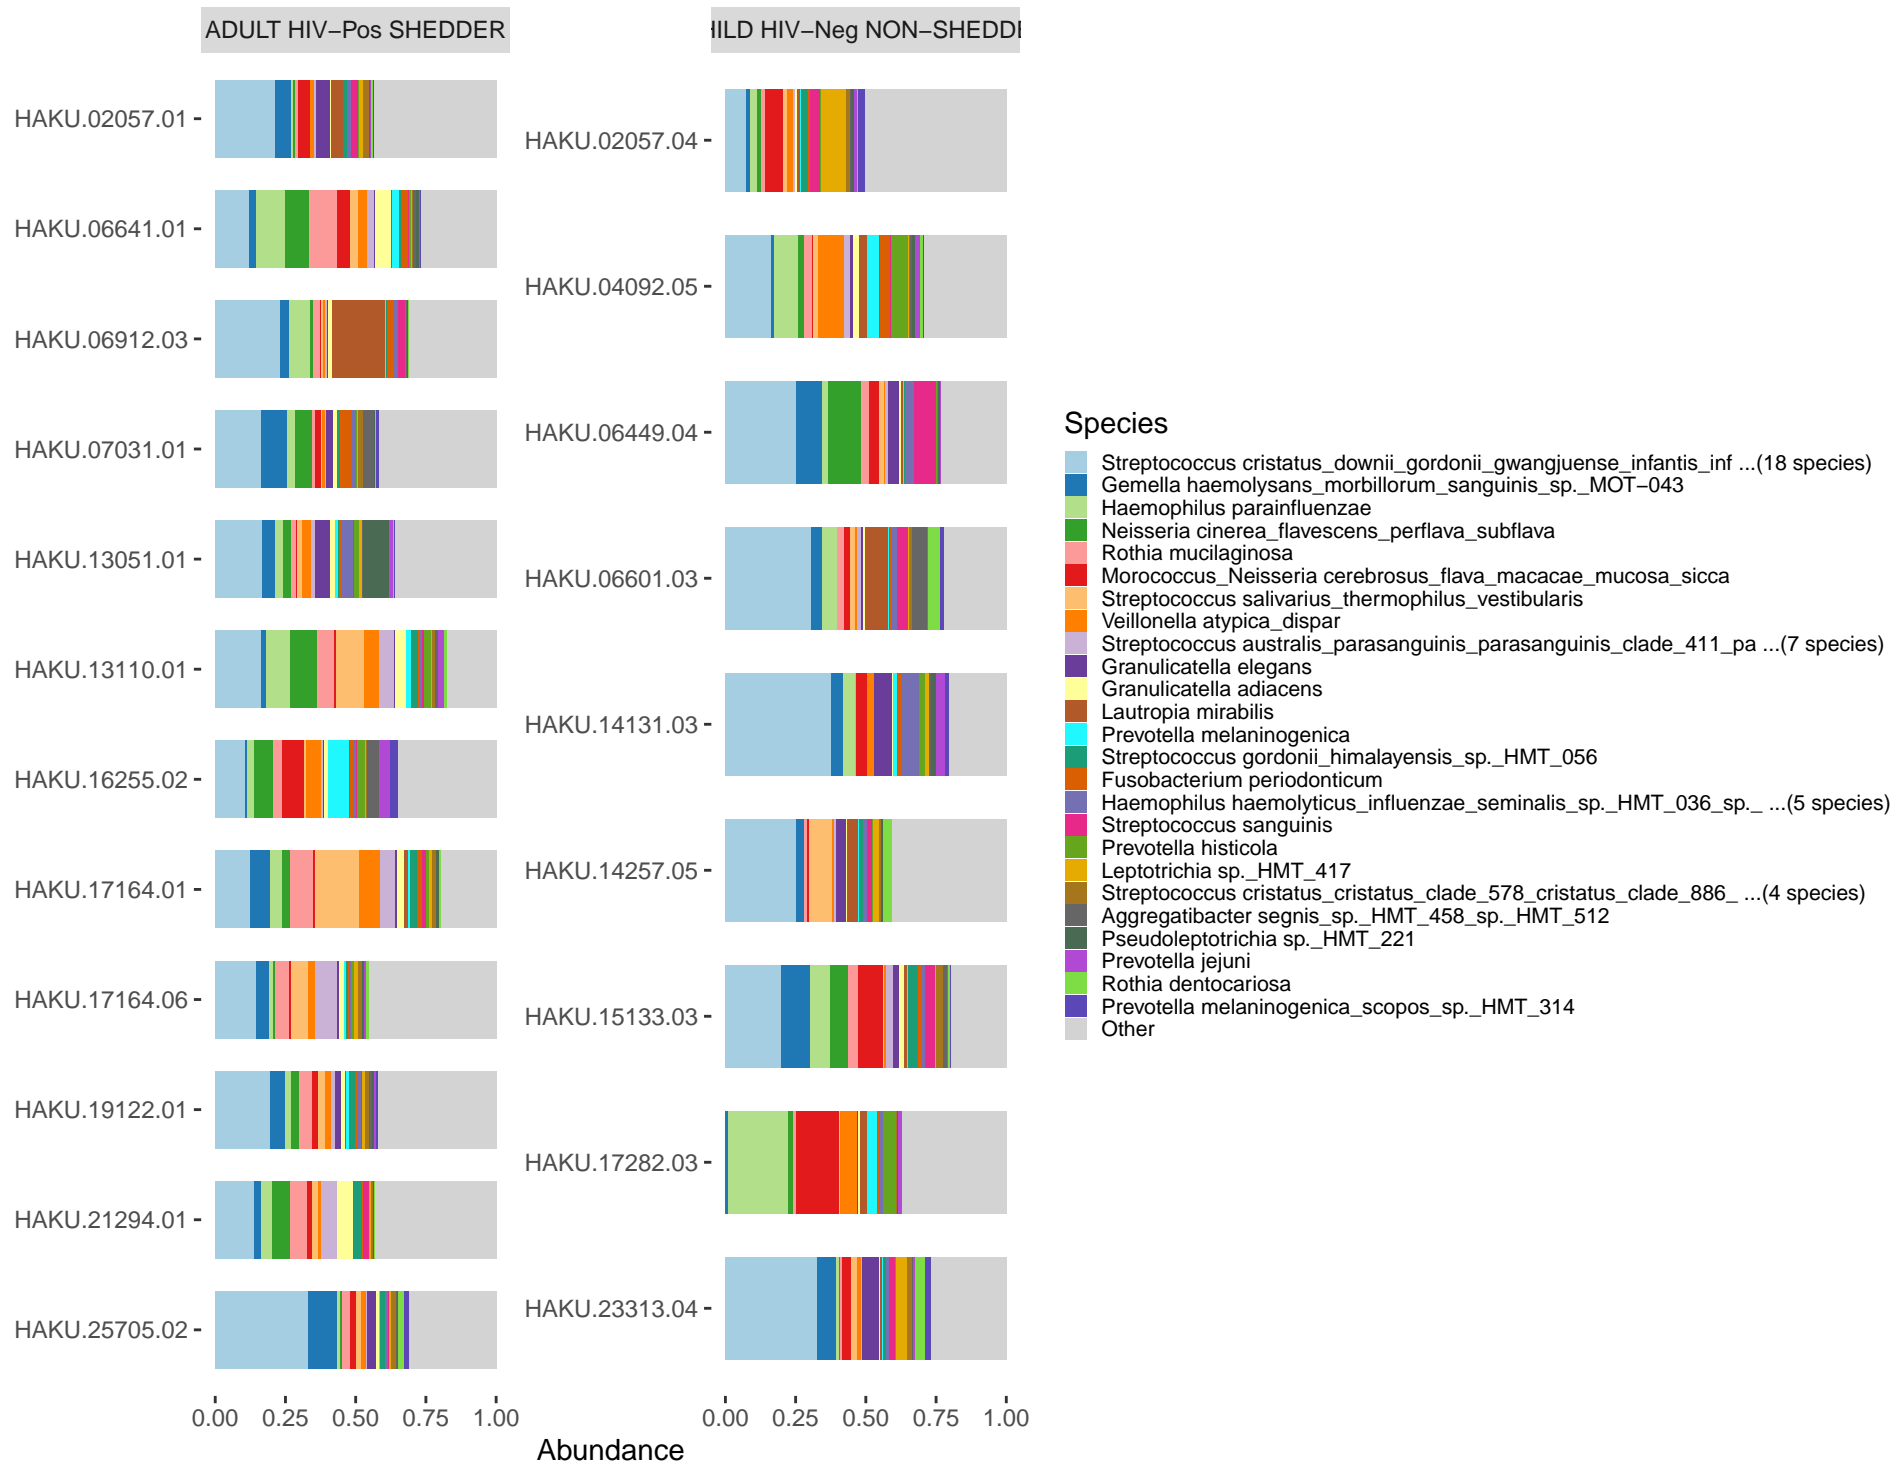 ADULT HIV−Pos SHEDDER
HILD HIV−Neg NON−SHEDDE
HAKU.02057.01
HAKU.06641.01
HAKU.06912.03
HAKU.07031.01
HAKU.13051.01
HAKU.13110.01
HAKU.16255.02
HAKU.17164.01
HAKU.17164.06
HAKU.19122.01
HAKU.21294.01
HAKU.25705.02
0.00 0.25 0.50 0.75 1.00
HAKU.02057.04
HAKU.04092.05
HAKU.06449.04
HAKU.06601.03
HAKU.14131.03
HAKU.14257.05
HAKU.15133.03
HAKU.17282.03
HAKU.23313.04
0.00 0.25 0.50 0.75 1.00
Abundance
Species
Streptococcus cristatus_downii_gordonii_gwangjuense_infantis_inf ...(18 species)
Gemella haemolysans_morbillorum_sanguinis_sp._MOT−043
Haemophilus parainfluenzae
Neisseria cinerea_flavescens_perflava_subflava
Rothia mucilaginosa
Morococcus_Neisseria cerebrosus_flava_macacae_mucosa_sicca
Streptococcus salivarius_thermophilus_vestibularis
Veillonella atypica_dispar
Streptococcus australis_parasanguinis_parasanguinis_clade_411_pa ...(7 species)
Granulicatella elegans
Granulicatella adiacens
Lautropia mirabilis
Prevotella melaninogenica
Streptococcus gordonii_himalayensis_sp._HMT_056
Fusobacterium periodonticum
Haemophilus haemolyticus_influenzae_seminalis_sp._HMT_036_sp._ ...(5 species)
Streptococcus sanguinis
Prevotella histicola
Leptotrichia sp._HMT_417
Streptococcus cristatus_cristatus_clade_578_cristatus_clade_886_ ...(4 species)
Aggregatibacter segnis_sp._HMT_458_sp._HMT_512
Pseudoleptotrichia sp._HMT_221
Prevotella jejuni
Rothia dentocariosa
Prevotella melaninogenica_scopos_sp._HMT_314
Other